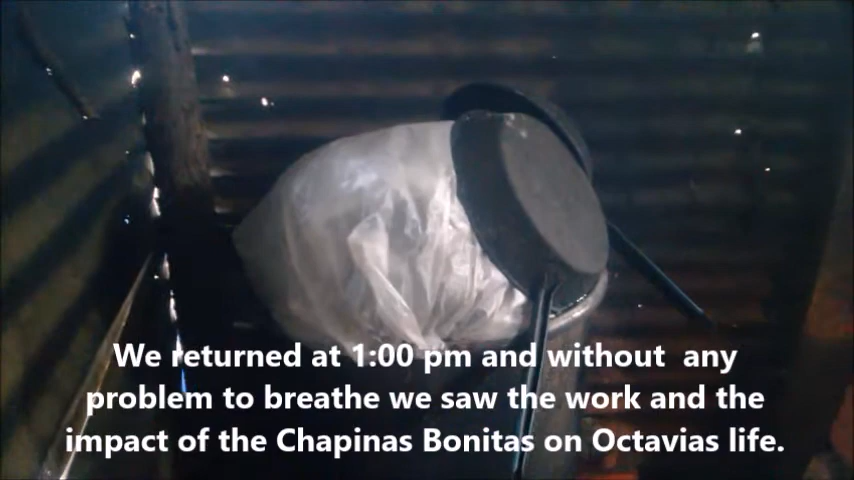 We returned at 1:00 pm and without any
problem to breathe we saw the work and the
impact of the Chapinas Bonitas on Octavias life.